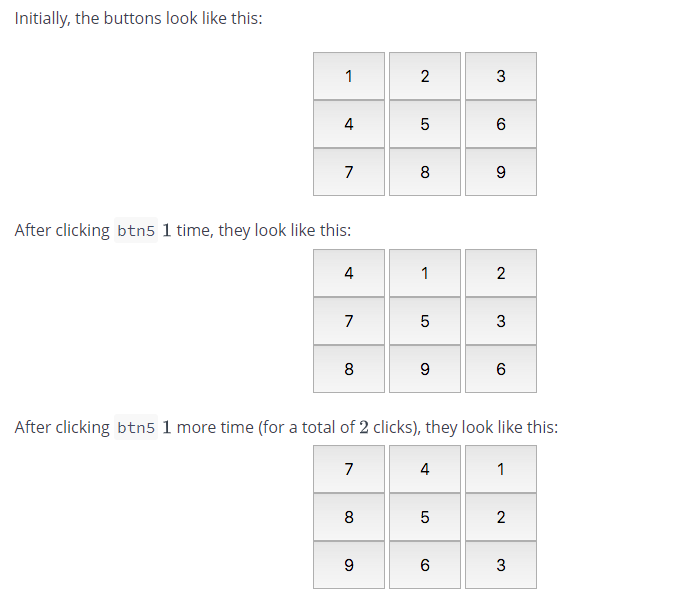 Initially, the buttons look like this:
1 2 3
4 5 6
7 8 9
After clicking btn5 1 time, they look like this:
4 1 2
7 5 3
8 9 6
After clicking btn5 1 more time (for a total of 2 clicks), they look like this:
7 4 1
8 5 2
9 6 3